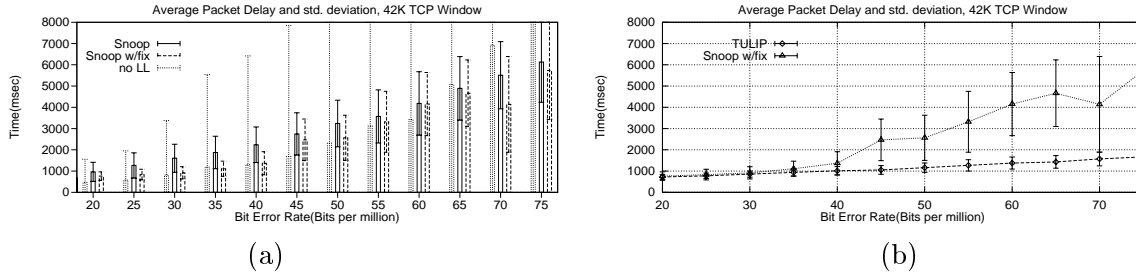 Average Packet Delay and std. deviation, 42K TCP Window
8000
7000
6000
5000
4000
3000
2000
1000
0
Time(msec)
Snoop
Snoop w/fix
no LL
20 25 30 35 40 45 50 55 60 65 70 75
Bit Error Rate(Bits per million)
(a)
Average Packet Delay and std. deviation, 42K TCP Window
8000
7000
6000
5000
4000
3000
2000
1000
0
Time(msec)
TULIP
Snoop w/fix
20 30 40 50 60 70
Bit Error Rate(Bits per million)
(b)